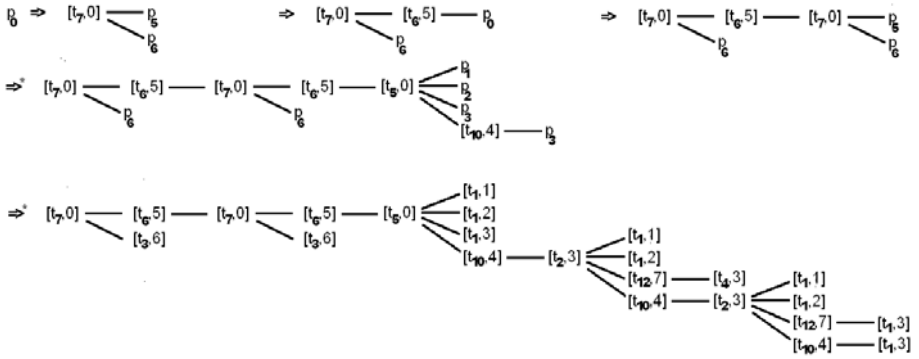 p0 ⇒ [t7,0] p5 ⇒ [t7,0] [t6,5] p0 ⇒ [t7,0] [t6,5] [t7,0] p5
p6 p6 p6 p6
p1
⇒* [t7,0] [t6,5] [t7,0] [t6,5] [t5,0] p2
p6 p6 p3
[t10,4] p3
[t1,1]
⇒* [t7,0] [t6,5] [t7,0] [t6,5] [t5,0] [t1,2]
[t3,6] [t3,6] [t1,3] [t1,1]
[t10,4] [t2,3] [t1,2]
[t12,7] [t4,3] [t1,1]
[t10,4] [t2,3] [t1,2]
[t12,7] [t1,3]
[t10,4] [t1,3]